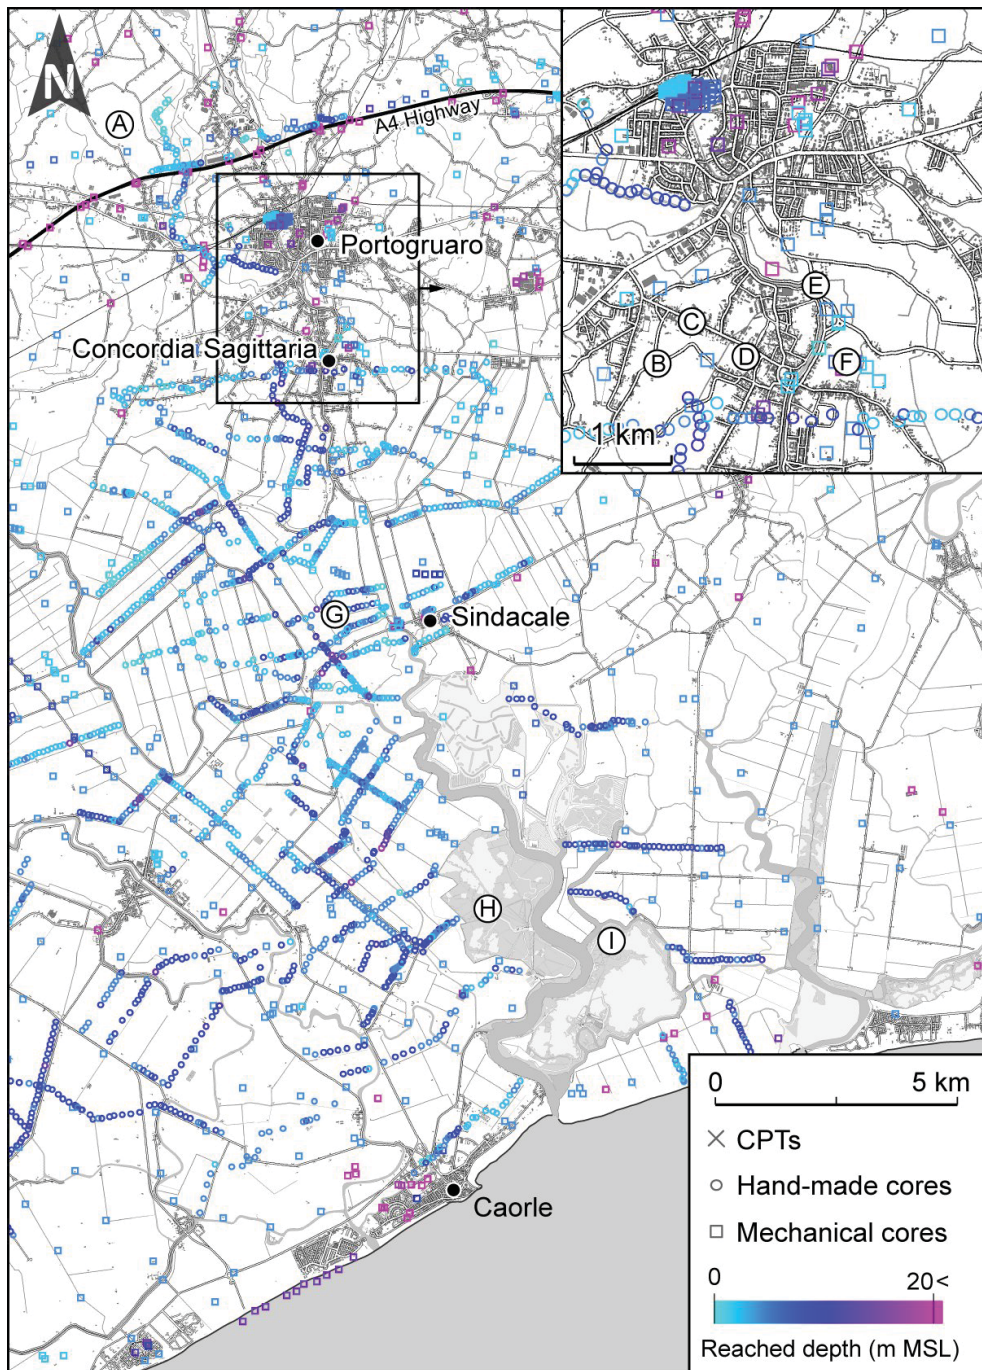 N
A
A4 Highway
Portogruaro
Concordia Sagittaria
E
C
D
B
F
1 km
G
Sindacale
H
I
Caorle
0 5 km
CPTs
Hand-made cores
Mechanical cores
0 20<
Reached depth (m MSL)